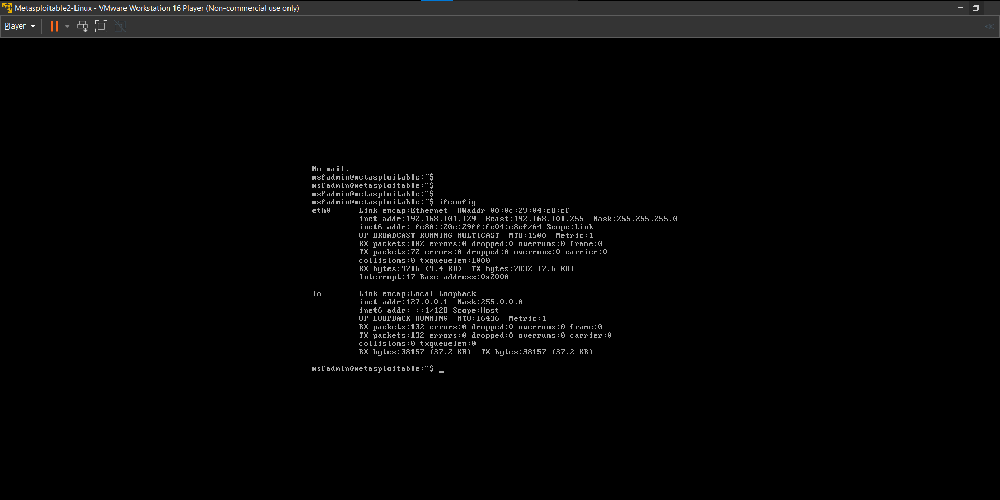 Metasploitable2-Linux - VMware Workstation 16 Player (Non-commercial use only)
Player
No mail.
msfadmin@metasploitable:~$
msfadmin@metasploitable:~$
msfadmin@metasploitable:~$
msfadmin@metasploitable:~$ ifconfig
eth0      Link encap:Ethernet  HWaddr 00:0c:29:04:c8:cf
          inet addr:192.168.101.129  Bcast:192.168.101.255  Mask:255.255.255.0
          inet6 addr: fe80::20c:29ff:fe04:c8cf/64 Scope:Link
          UP BROADCAST RUNNING MULTICAST  MTU:1500  Metric:1
          RX packets:102 errors:0 dropped:0 overruns:0 frame:0
          TX packets:72 errors:0 dropped:0 overruns:0 carrier:0
          collisions:0 txqueuelen:1000
          RX bytes:9716 (9.4 KB)  TX bytes:7832 (7.6 KB)
          Interrupt:17 Base address:0x2000
lo        Link encap:Local Loopback
          inet addr:127.0.0.1  Mask:255.0.0.0
          inet6 addr: ::1/128 Scope:Host
          UP LOOPBACK RUNNING  MTU:16436  Metric:1
          RX packets:132 errors:0 dropped:0 overruns:0 frame:0
          TX packets:132 errors:0 dropped:0 overruns:0 carrier:0
          collisions:0 txqueuelen:0
          RX bytes:38157 (37.2 KB)  TX bytes:38157 (37.2 KB)
msfadmin@metasploitable:~$ _